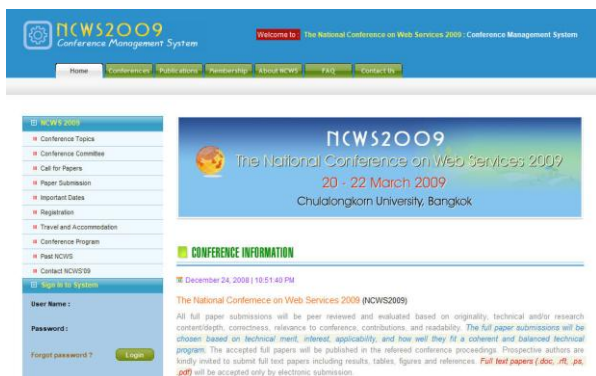 NCWS2009
Conference Management System
Welcome to The National Conference on Web Services 2009 : Conference Management System
Home Conferences Publications Membership About NCWS FAQ Contact Us
NCWS 2009
Conference Topics
Conference Committee
Call for Papers
Paper Submission
Important Dates
Registration
Travel and Accommodation
Conference Program
Past NCWS
Contact NCWS'09
Sign In to System
User Name :
Password :
Forgot password ? Login
NCWS2009
The National Conference on Web Services 2009
20 - 22 March 2009
Chulalongkorn University, Bangkok
CONFERENCE INFORMATION
December 24, 2008 | 10:51:40 PM
The National Confernece on Web Services 2009 (NCWS2009)
All full paper submissions will be peer reviewed and evaluated based on originality, technical and/or research
content/depth, correctness, relevance to conference, contributions, and readability. The full paper submissions will be
chosen based on technical merit, interest, applicability, and how well they fit a coherent and balanced technical
program. The accepted full papers will be published in the refereed conference proceedings. Prospective authors are
kindly invited to submit full text papers including results, tables, figures and references. Full text papers (.doc, .rft, .ps,
.pdf) will be accepted only by electronic submission.